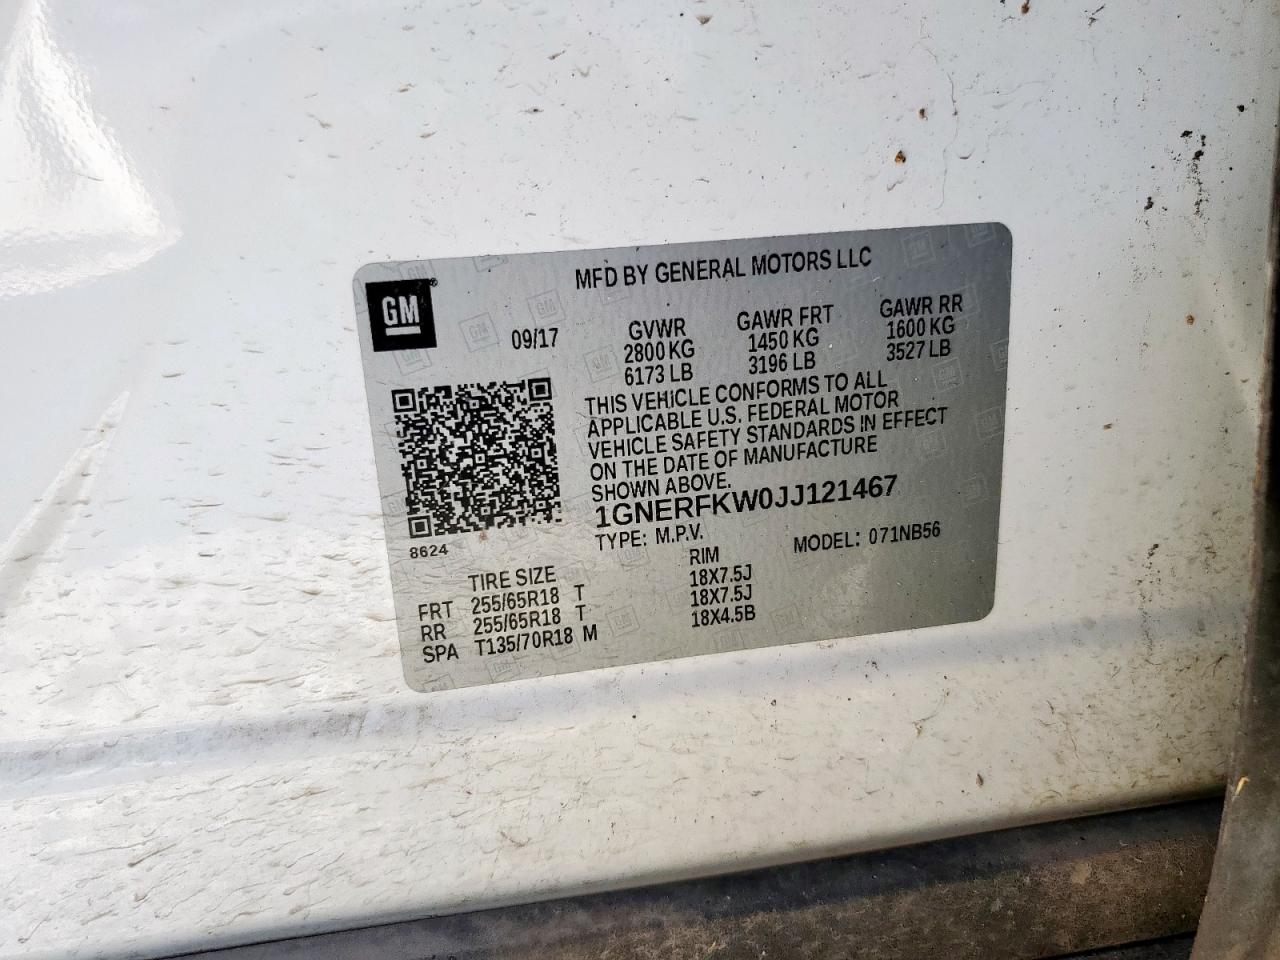 MFD BY GENERAL MOTORS LLC
GM
®
09/17
GVWR GAWR FRT GAWR RR
2800 KG 1450 KG 1600 KG
6173 LB 3196 LB 3527 LB
THIS VEHICLE CONFORMS TO ALL
APPLICABLE U.S. FEDERAL MOTOR
VEHICLE SAFETY STANDARDS IN EFFECT
ON THE DATE OF MANUFACTURE
SHOWN ABOVE.
1GNERFKW0JJ121467
8624
TYPE: M.P.V. MODEL: 071NB56
TIRE SIZE RIM
FRT 255/65R18 T 18X7.5J
RR 255/65R18 T 18X7.5J
SPA T135/70R18 M 18X4.5B